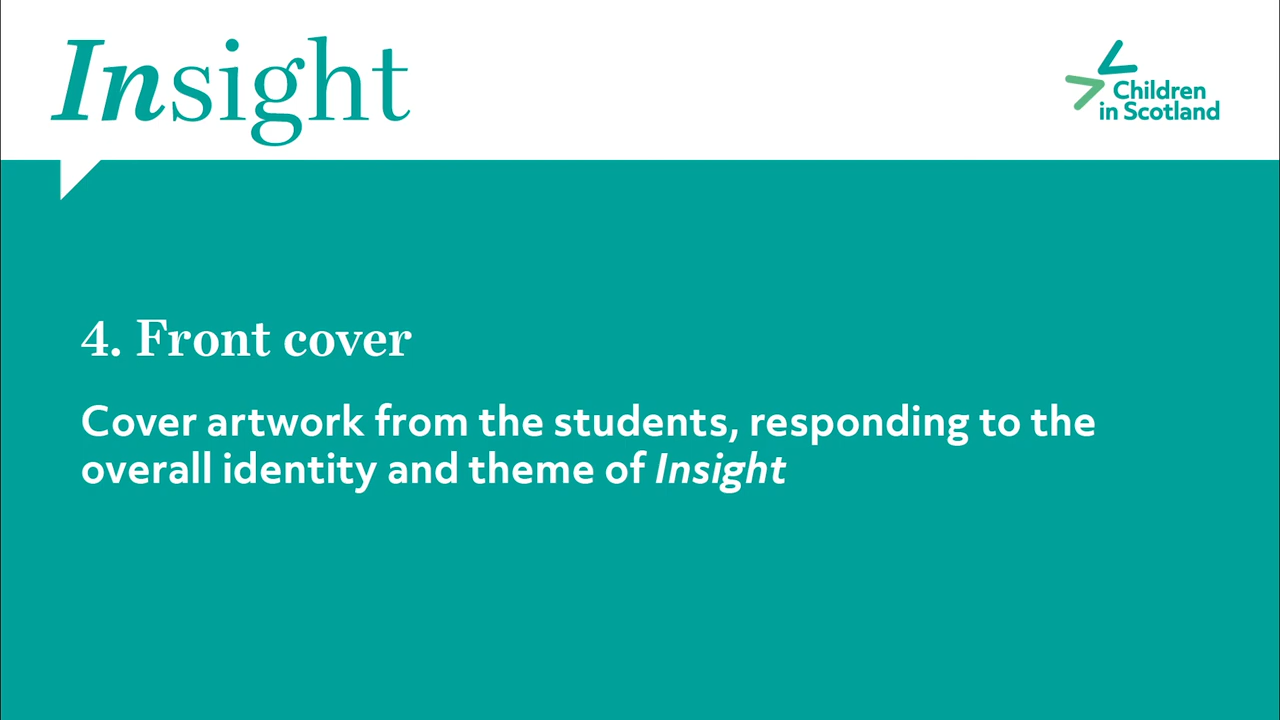 Insight
Children
in Scotland
4. Front cover
Cover artwork from the students, responding to the
overall identity and theme of Insight